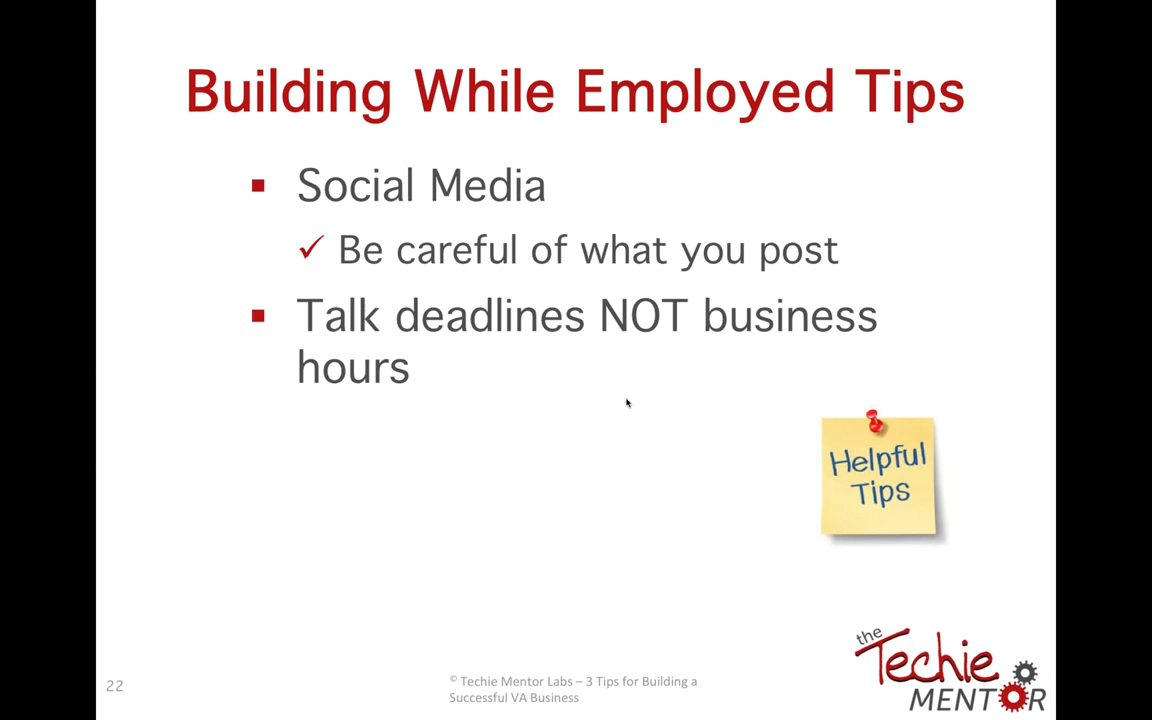 Building While Employed Tips
Social Media
Be careful of what you post
Talk deadlines NOT business
hours
Helpful
Tips
22
© Techie Mentor Labs – 3 Tips for Building a
Successful VA Business
the
Techie
MENTOR